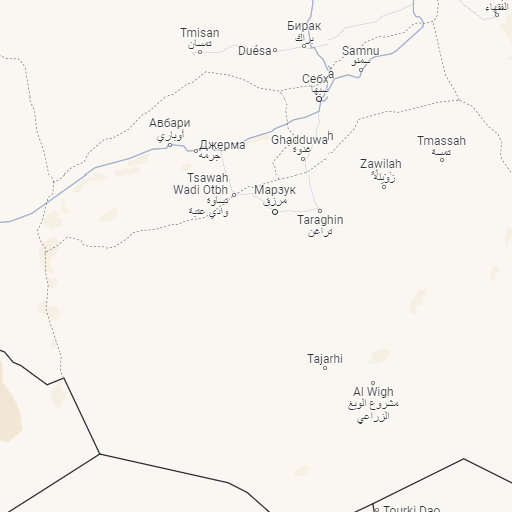 الفقهاء
Бирак
براك
Tmisan
تمسان
Duésa
Samnu
سمنو
Себха
سبها
Авбари
أوباري
Джерма
جرمة
Ghadduwah
غدوة
Tmassah
تمسة
Zawilah
زويلة
Tsawah
Wadi Otbh
تساوة
وادي عتبة
Марзук
مرزق
Taraghin
تراغن
Tajarhi
Al Wigh
مشروع الويغ
الزراعي
Tourki Dao